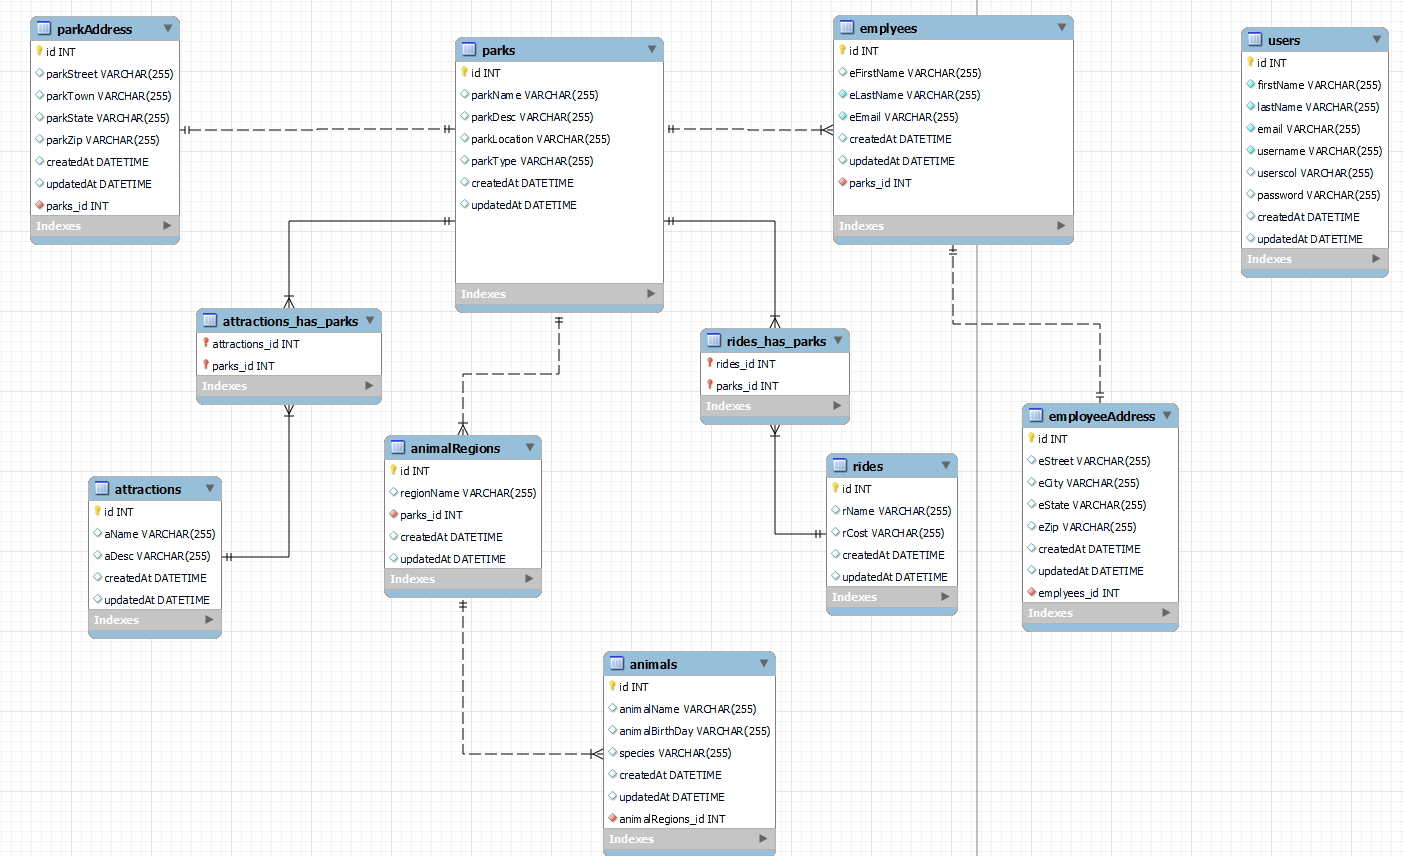 parkAddress
id INT
parkStreet VARCHAR(255)
parkTown VARCHAR(255)
parkState VARCHAR(255)
parkZip VARCHAR(255)
createdAt DATETIME
updatedAt DATETIME
parks_id INT
Indexes
parks
id INT
parkName VARCHAR(255)
parkDesc VARCHAR(255)
parkLocation VARCHAR(255)
parkType VARCHAR(255)
createdAt DATETIME
updatedAt DATETIME
Indexes
emplyees
id INT
eFirstName VARCHAR(255)
eLastName VARCHAR(255)
eEmail VARCHAR(255)
createdAt DATETIME
updatedAt DATETIME
parks_id INT
Indexes
users
id INT
firstName VARCHAR(255)
lastName VARCHAR(255)
email VARCHAR(255)
username VARCHAR(255)
userscol VARCHAR(255)
password VARCHAR(255)
createdAt DATETIME
updatedAt DATETIME
Indexes
attractions_has_parks
attractions_id INT
parks_id INT
Indexes
rides_has_parks
rides_id INT
parks_id INT
Indexes
attractions
id INT
aName VARCHAR(255)
aDesc VARCHAR(255)
createdAt DATETIME
updatedAt DATETIME
Indexes
animalRegions
id INT
regionName VARCHAR(255)
parks_id INT
createdAt DATETIME
updatedAt DATETIME
Indexes
rides
id INT
rName VARCHAR(255)
rCost VARCHAR(255)
createdAt DATETIME
updatedAt DATETIME
Indexes
employeeAddress
id INT
eStreet VARCHAR(255)
eCity VARCHAR(255)
eState VARCHAR(255)
eZip VARCHAR(255)
createdAt DATETIME
updatedAt DATETIME
emplyees_id INT
Indexes
animals
id INT
animalName VARCHAR(255)
animalBirthDay VARCHAR(255)
species VARCHAR(255)
createdAt DATETIME
updatedAt DATETIME
animalRegions_id INT
Indexes